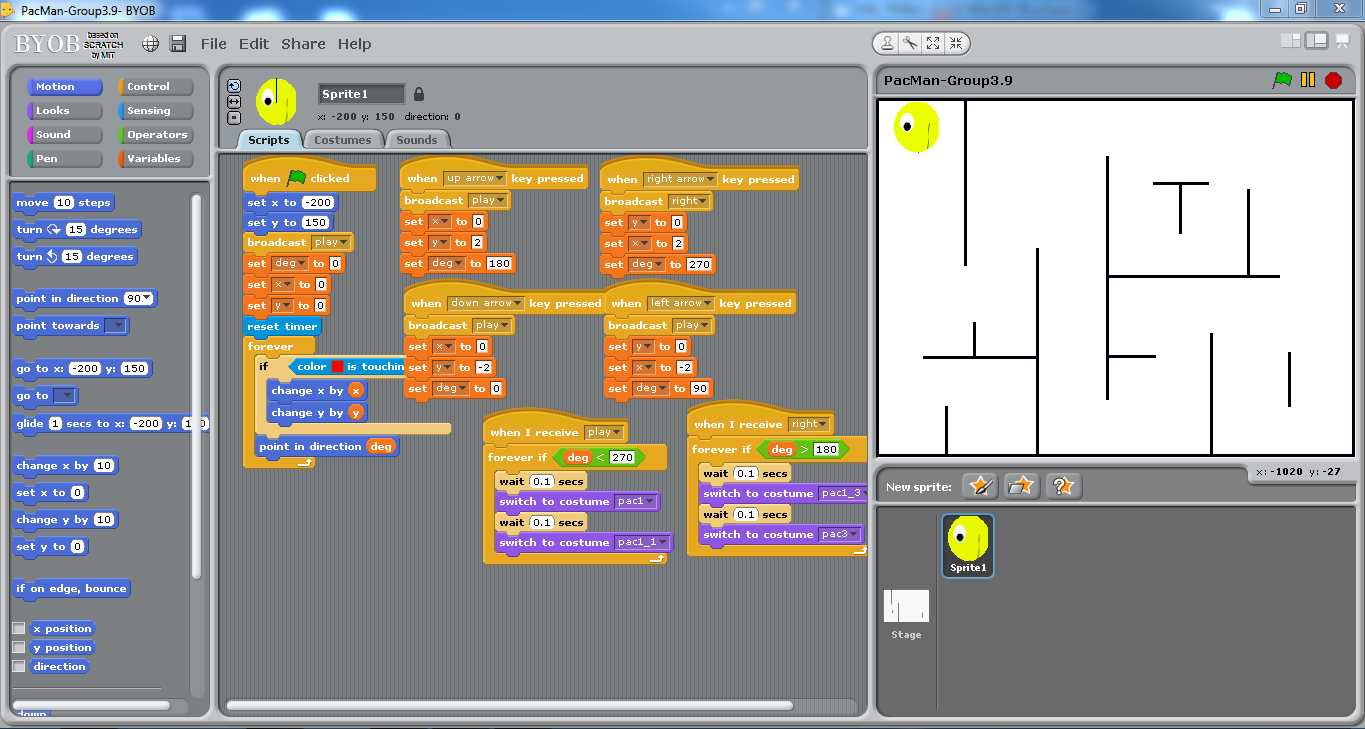 PacMan-Group3.9- BYOB
BYOB based on SCRATCH by MIT File Edit Share Help
Motion Control
Looks Sensing
Sound Operators
Pen Variables
move 10 steps
turn 15 degrees
turn 15 degrees
point in direction 90
point towards
go to x: -200 y: 150
go to
glide 1 secs to x: -200 y: 1 0
change x by 10
set x to 0
change y by 10
set y to 0
if on edge, bounce
x position
y position
direction
Sprite1
x: -200 y: 150 direction: 0
Scripts Costumes Sounds
when clicked
set x to -200
set y to 150
broadcast play
set deg to 0
set x to 0
set y to 0
reset timer
forever
if color is touchin
change x by x
change y by y
point in direction deg
when up arrow key pressed
broadcast play
set x to 0
set y to 2
set deg to 180
when right arrow key pressed
broadcast right
set y to 0
set x to 2
set deg to 270
when down arrow key pressed
broadcast play
set x to 0
set y to -2
set deg to 0
when left arrow key pressed
broadcast play
set y to 0
set x to -2
set deg to 90
when I receive play
forever if deg < 270
wait 0.1 secs
switch to costume pac1
wait 0.1 secs
switch to costume pac1_1
when I receive right
forever if deg > 180
wait 0.1 secs
switch to costume pac1_3
wait 0.1 secs
switch to costume pac3
PacMan-Group3.9
x: -1020 y: -27
New sprite:
Sprite1
Stage